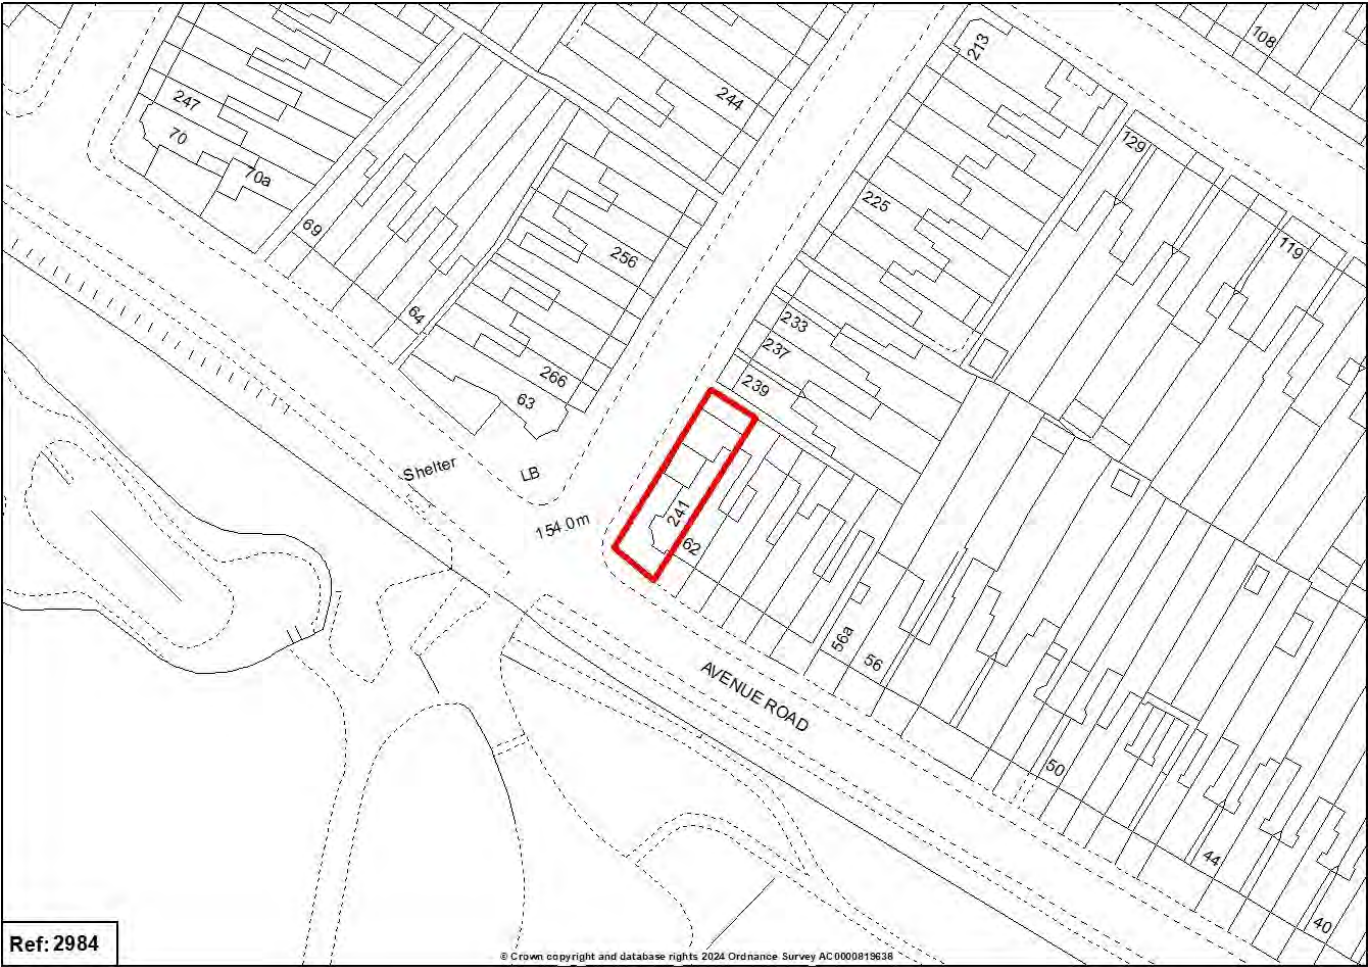 108
213
244
247
70
129
70a
225
69
119
256
64
233
237
266
239
63
Shelter
LB
241
154.0m
62
56a
56
AVENUE ROAD
50
44
40
Ref: 2984
© Crown copyright and database rights 2024 Ordnance Survey AC0000819638